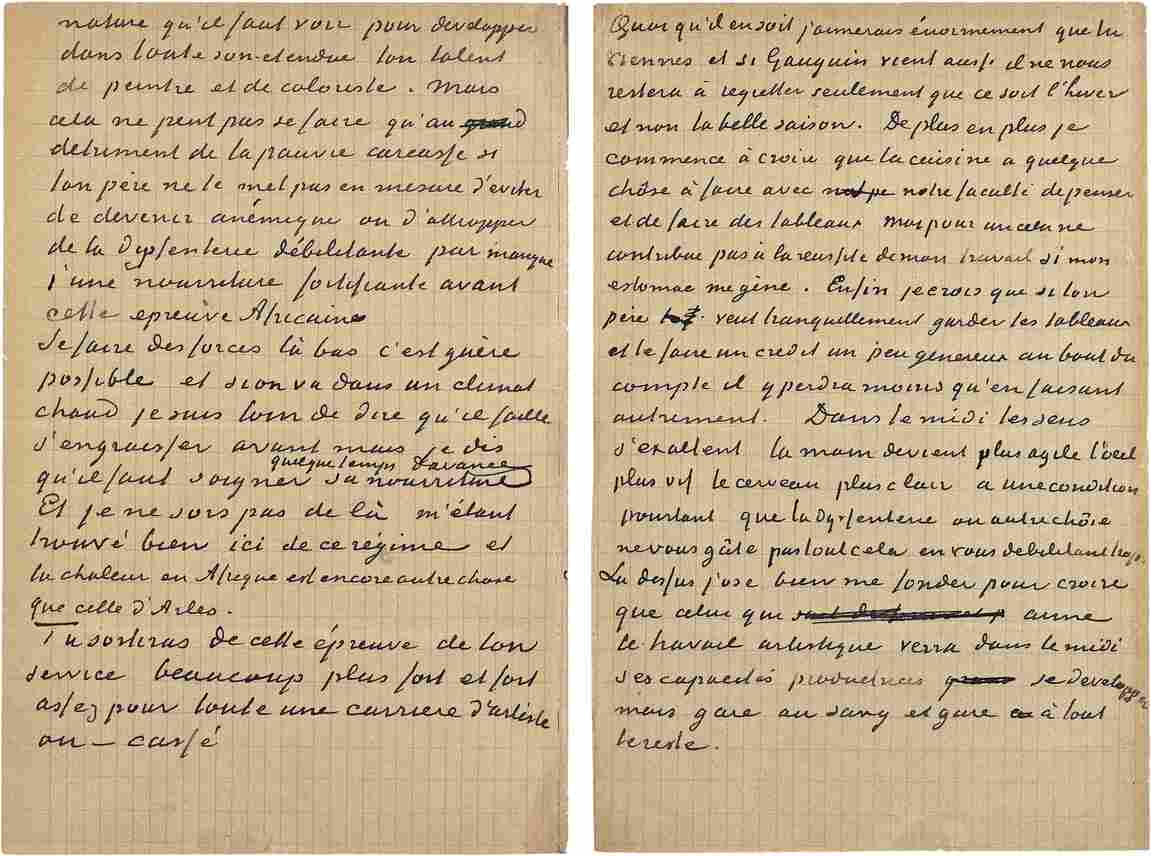 nature qu'il faut voir pour developper
dans toute son etendue ton talent
de peintre et de coloriste. Mais
cela ne peut pas se faire qu'au grand
detriment de ta pauvre carcasse si
ton père ne te met pas en mesure d'eviter
de devenir anémique ou d'attrapper
de la dyssenterie débilitante par manque
d'une nourriture fortifiante avant
cette epreuve Africaine
Se faire des forces là bas c'est guère
possible et si on va dans un climat
chaud je suis loin de dire qu'il faille
s'engraisser avant mais je dis
quelque temps d'avance
qu'il faut soigner sa nourriture
Et je ne sors pas de là m'étant
trouvé bien ici de ce régime et
la chaleur en Afrique est encore autre chose
que celle d'Arles.
Tu sortiras de cette épreuve de ton
service beaucoup plus fort et fort
assez pour toute une carriere d'artiste
ou – cassé
Quoi qu'il en soit j'aimerais énormement que tu
viennes et si Gauguin vient aussi il ne nous
restera à regretter seulement que ce soit l'hiver
et non la belle saison. De plus en plus je
commence à croire que la cuisine a quelque
chôse à faire avec notre faculté de penser
et de faire des tableaux moi pour un cela ne
contribue pas à la reussite de mon travail si mon
estomac me gène. Enfin je crois que si ton
père veut tranquillement garder tes tableaux
et te faire un credit un peu genereux au bout du
compte il y perdra moins qu'en faisant
autrement. Dans le midi les sens
s'exaltent la main devient plus agile l'oeil
plus vif le cerveau plus clair a une condition
pourtant que la dyssenterie ou autre chôse
ne vous gâte pas tout cela en vous debilitant trop.
La dessus j'ose bien me fonder pour croire
que celui qui aime
le travail artistique verra dans le midi
ses capacités productrices se developper
mais gare au sang et gare à tout
le reste.